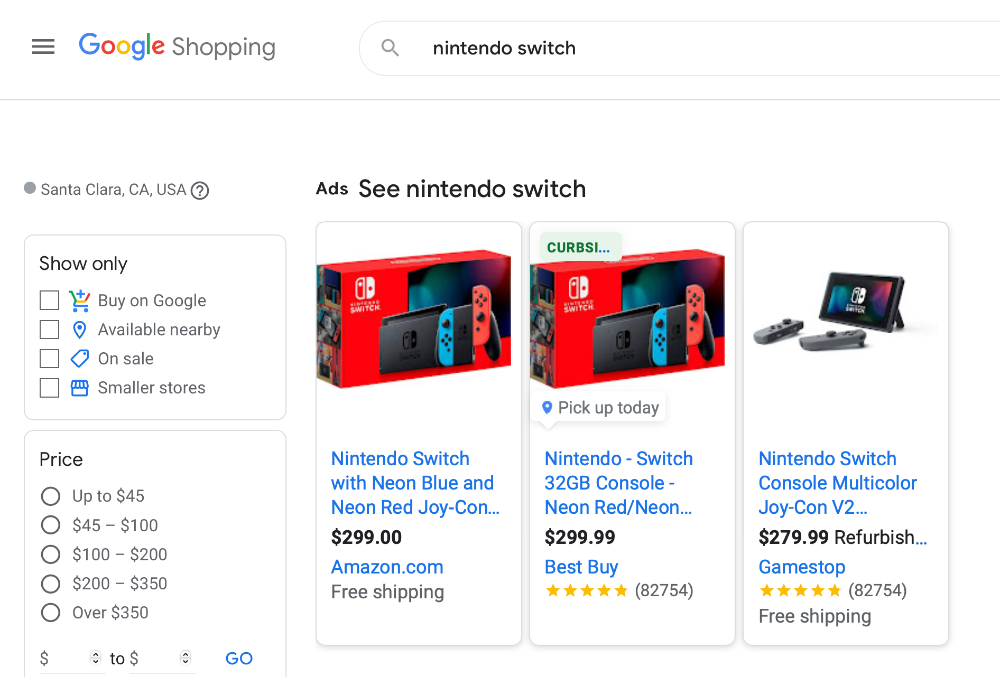 Google Shopping
nintendo switch
Santa Clara, CA, USA
Show only
Buy on Google
Available nearby
On sale
Smaller stores
Price
Up to $45
$45 – $100
$100 – $200
$200 – $350
Over $350
$ to $ GO
Ads See nintendo switch
NINTENDO
SWITCH
Nintendo Switch
with Neon Blue and
Neon Red Joy-Con...
$299.00
Amazon.com
Free shipping
CURBSI...
NINTENDO
SWITCH
Pick up today
Nintendo - Switch
32GB Console -
Neon Red/Neon...
$299.99
Best Buy
(82754)
NINTENDO
SWITCH
Nintendo Switch
Console Multicolor
Joy-Con V2...
$279.99 Refurbish...
Gamestop
(82754)
Free shipping